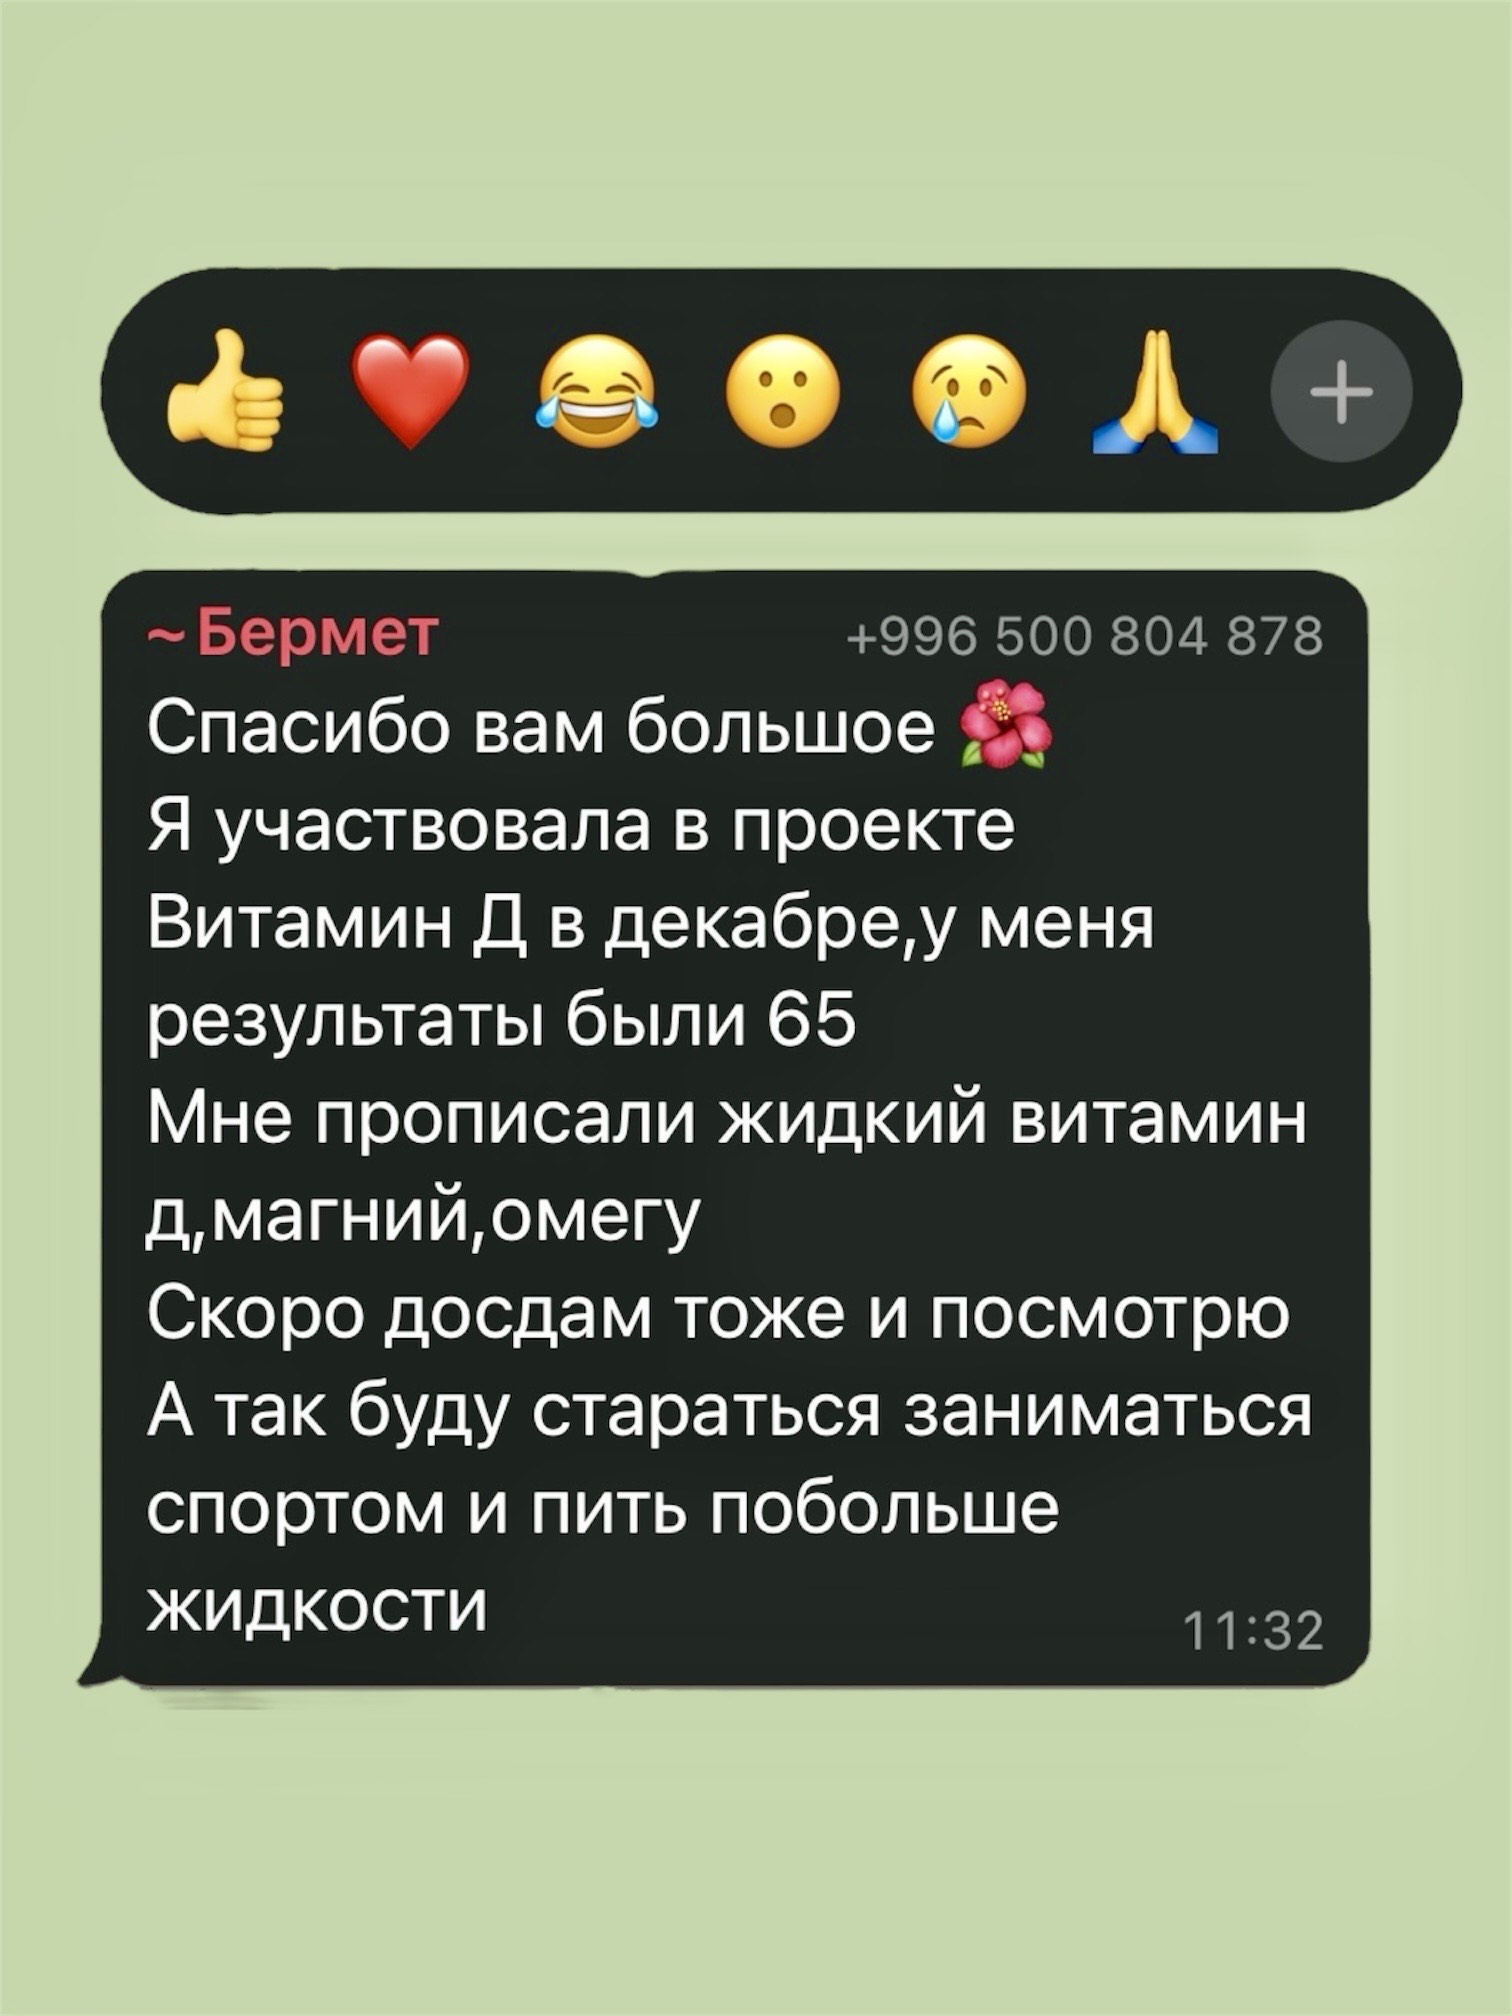 ~Бермет +996 500 804 878
Спасибо вам большое 🌺
Я участвовала в проекте
Витамин Д в декабре,у меня
результаты были 65
Мне прописали жидкий витамин
д,магний,омегу
Скоро досдам тоже и посмотрю
А так буду стараться заниматься
спортом и пить побольше
жидкости
11:32